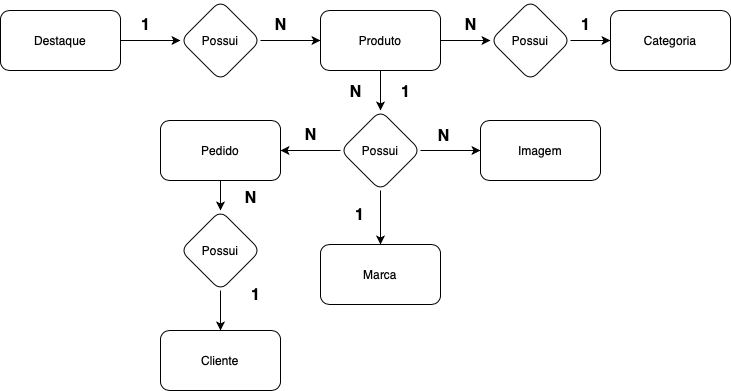 1
N
N
1
Destaque
Possui
Produto
Possui
Categoria
N
1
N
N
Pedido
Possui
Imagem
N
1
Possui
Marca
1
Cliente